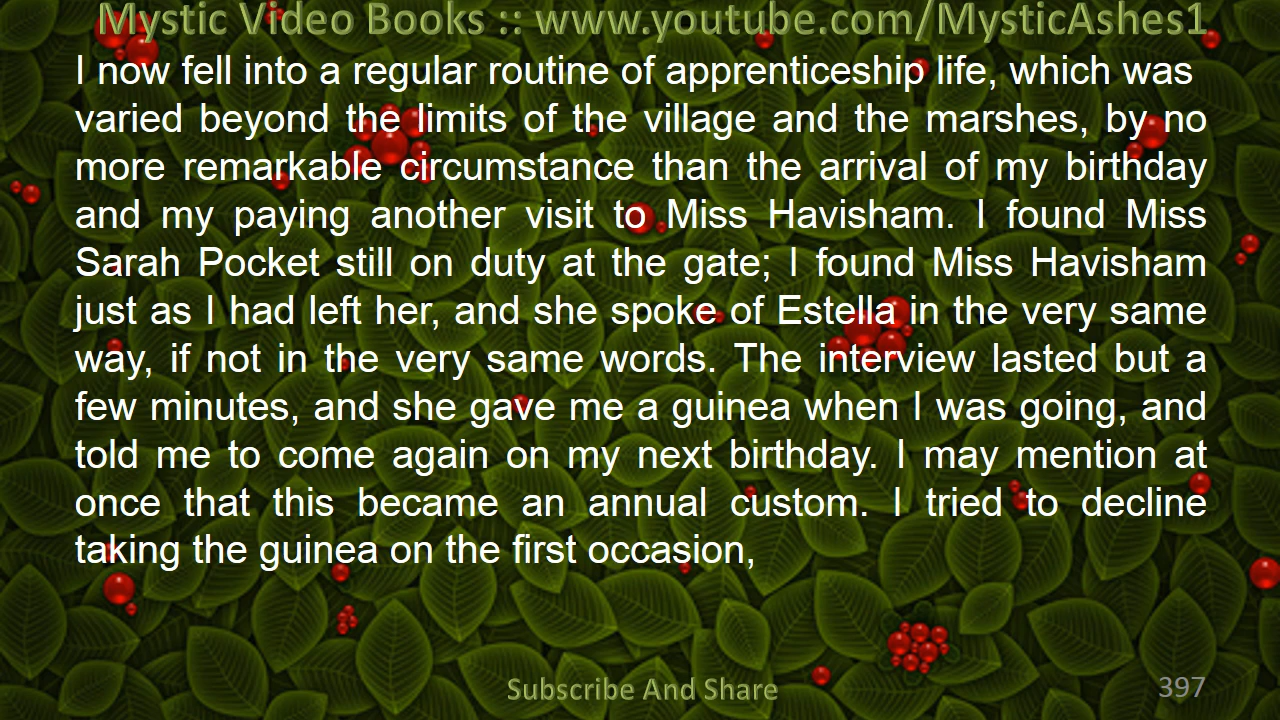 Mystic Video Books :: www.youtube.com/MysticAshes1
I now fell into a regular routine of apprenticeship life, which was
varied beyond the limits of the village and the marshes, by no
more remarkable circumstance than the arrival of my birthday
and my paying another visit to Miss Havisham. I found Miss
Sarah Pocket still on duty at the gate; I found Miss Havisham
just as I had left her, and she spoke of Estella in the very same
way, if not in the very same words. The interview lasted but a
few minutes, and she gave me a guinea when I was going, and
told me to come again on my next birthday. I may mention at
once that this became an annual custom. I tried to decline
taking the guinea on the first occasion,
Subscribe And Share
397